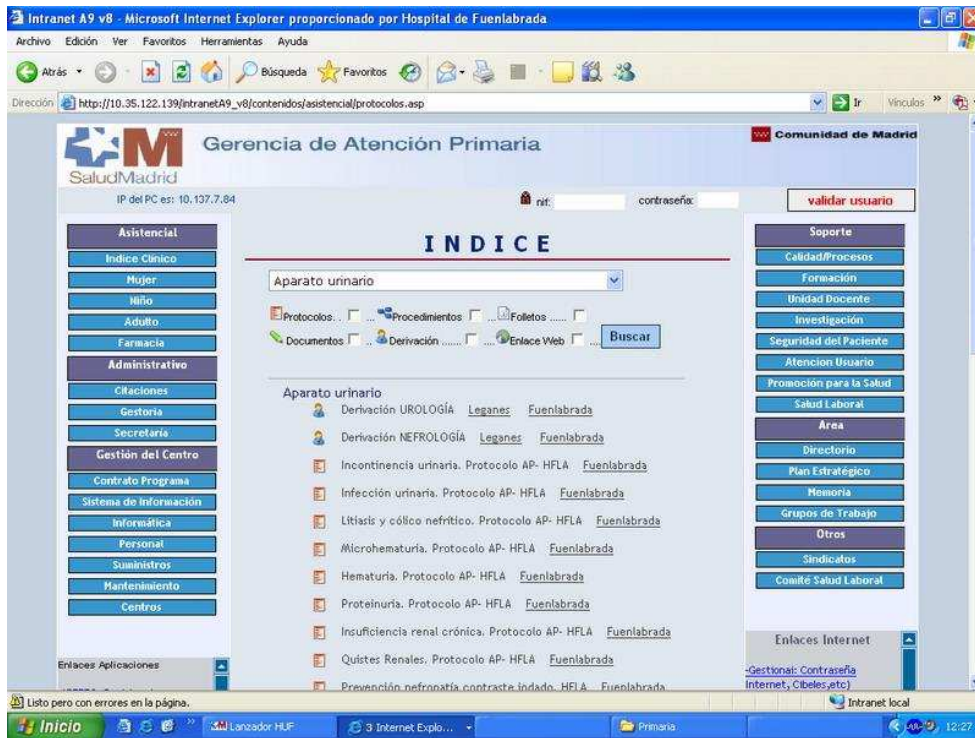 Intranet A9 v8 - Microsoft Internet Explorer proporcionado por Hospital de Fuenlabrada
Archivo Edición Ver Favoritos Herramientas Ayuda
Atrás Búsqueda Favoritos
Dirección http://10.35.122.139/intranetA9_v8/contenidos/asistencial/protocolos.asp Ir Vínculos »
SaludMadrid
Gerencia de Atención Primaria
Comunidad de Madrid
IP del PC es: 10.137.7.84 nif: contraseña: validar usuario
Asistencial
Indice Clínico
Mujer
Niño
Adulto
Farmacia
Administrativo
Citaciones
Gestoria
Secretaría
Gestión del Centro
Contrato Programa
Sistema de Información
Informática
Personal
Suministros
Mantenimiento
Centros
Enlaces Aplicaciones
INDICE
Aparato urinario
Protocolos. . ... Procedimientos ... Folletos ......
Documentos .. Derivación ....... ... Enlace Web .... Buscar
Aparato urinario
Derivación UROLOGÍA Leganes Fuenlabrada
Derivación NEFROLOGÍA Leganes Fuenlabrada
Incontinencia urinaria. Protocolo AP- HFLA Fuenlabrada
Infección urinaria. Protocolo AP- HFLA Fuenlabrada
Litiasis y cólico nefrítico. Protocolo AP- HFLA Fuenlabrada
Microhematuria. Protocolo AP- HFLA Fuenlabrada
Hematuria. Protocolo AP- HFLA Fuenlabrada
Proteinuria. Protocolo AP- HFLA Fuenlabrada
Insuficiencia renal crónica. Protocolo AP- HFLA Fuenlabrada
Quistes Renales. Protocolo AP- HFLA Fuenlabrada
Prevención nefropatía contraste iodado. HFLA Fuenlabrada
Soporte
Calidad/Procesos
Formación
Unidad Docente
Investigación
Seguridad del Paciente
Atencion Usuario
Promoción para la Salud
Salud Laboral
Area
Directorio
Plan Estratégico
Memoria
Grupos de Trabajo
Otros
Sindicatos
Comité Salud Laboral
Enlaces Internet
-Gestionai: Contraseña
Internet, Cibeles,etc)
Listo pero con errores en la página. Intranet local
Inicio » Lanzador HUF 3 Internet Explo... Primaria 12:27